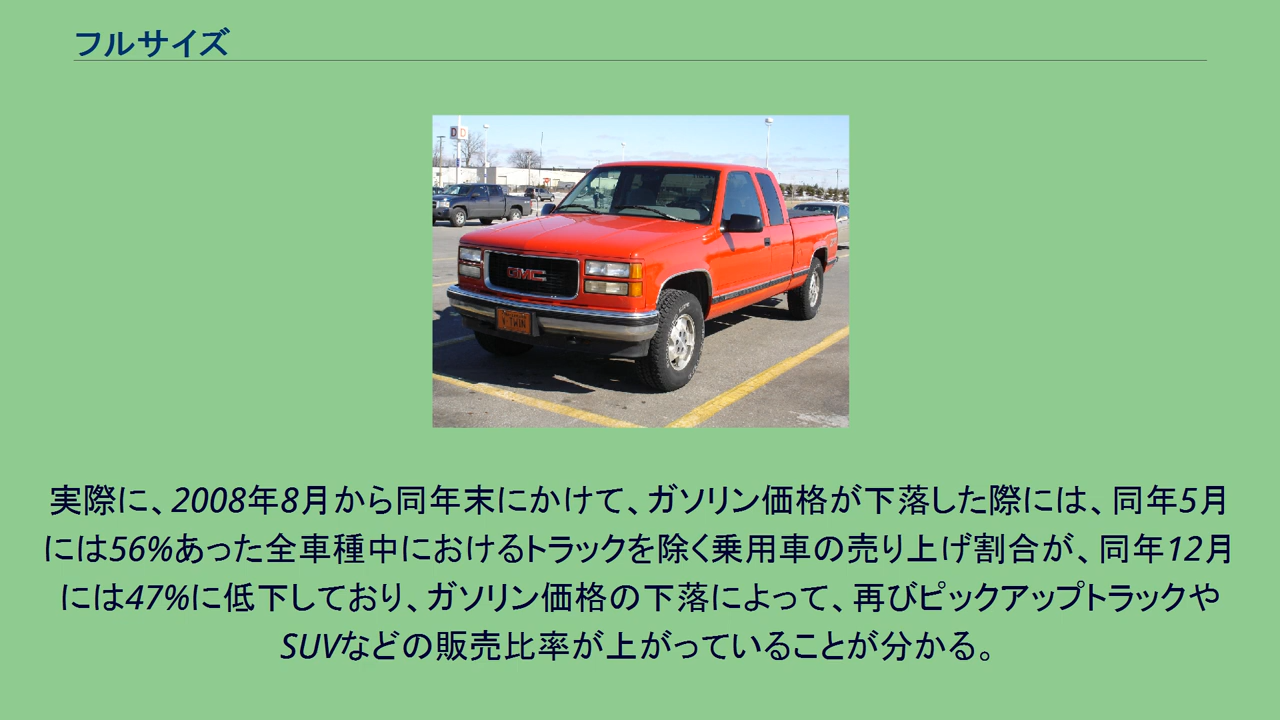 フルサイズ
D D
GMC
実際に、2008年8月から同年末にかけて、ガソリン価格が下落した際には、同年5月
には56%あった全車種中におけるトラックを除く乗用車の売り上げ割合が、同年12月
には47%に低下しており、ガソリン価格の下落によって、再びピックアップトラックや
SUVなどの販売比率が上がっていることが分かる。